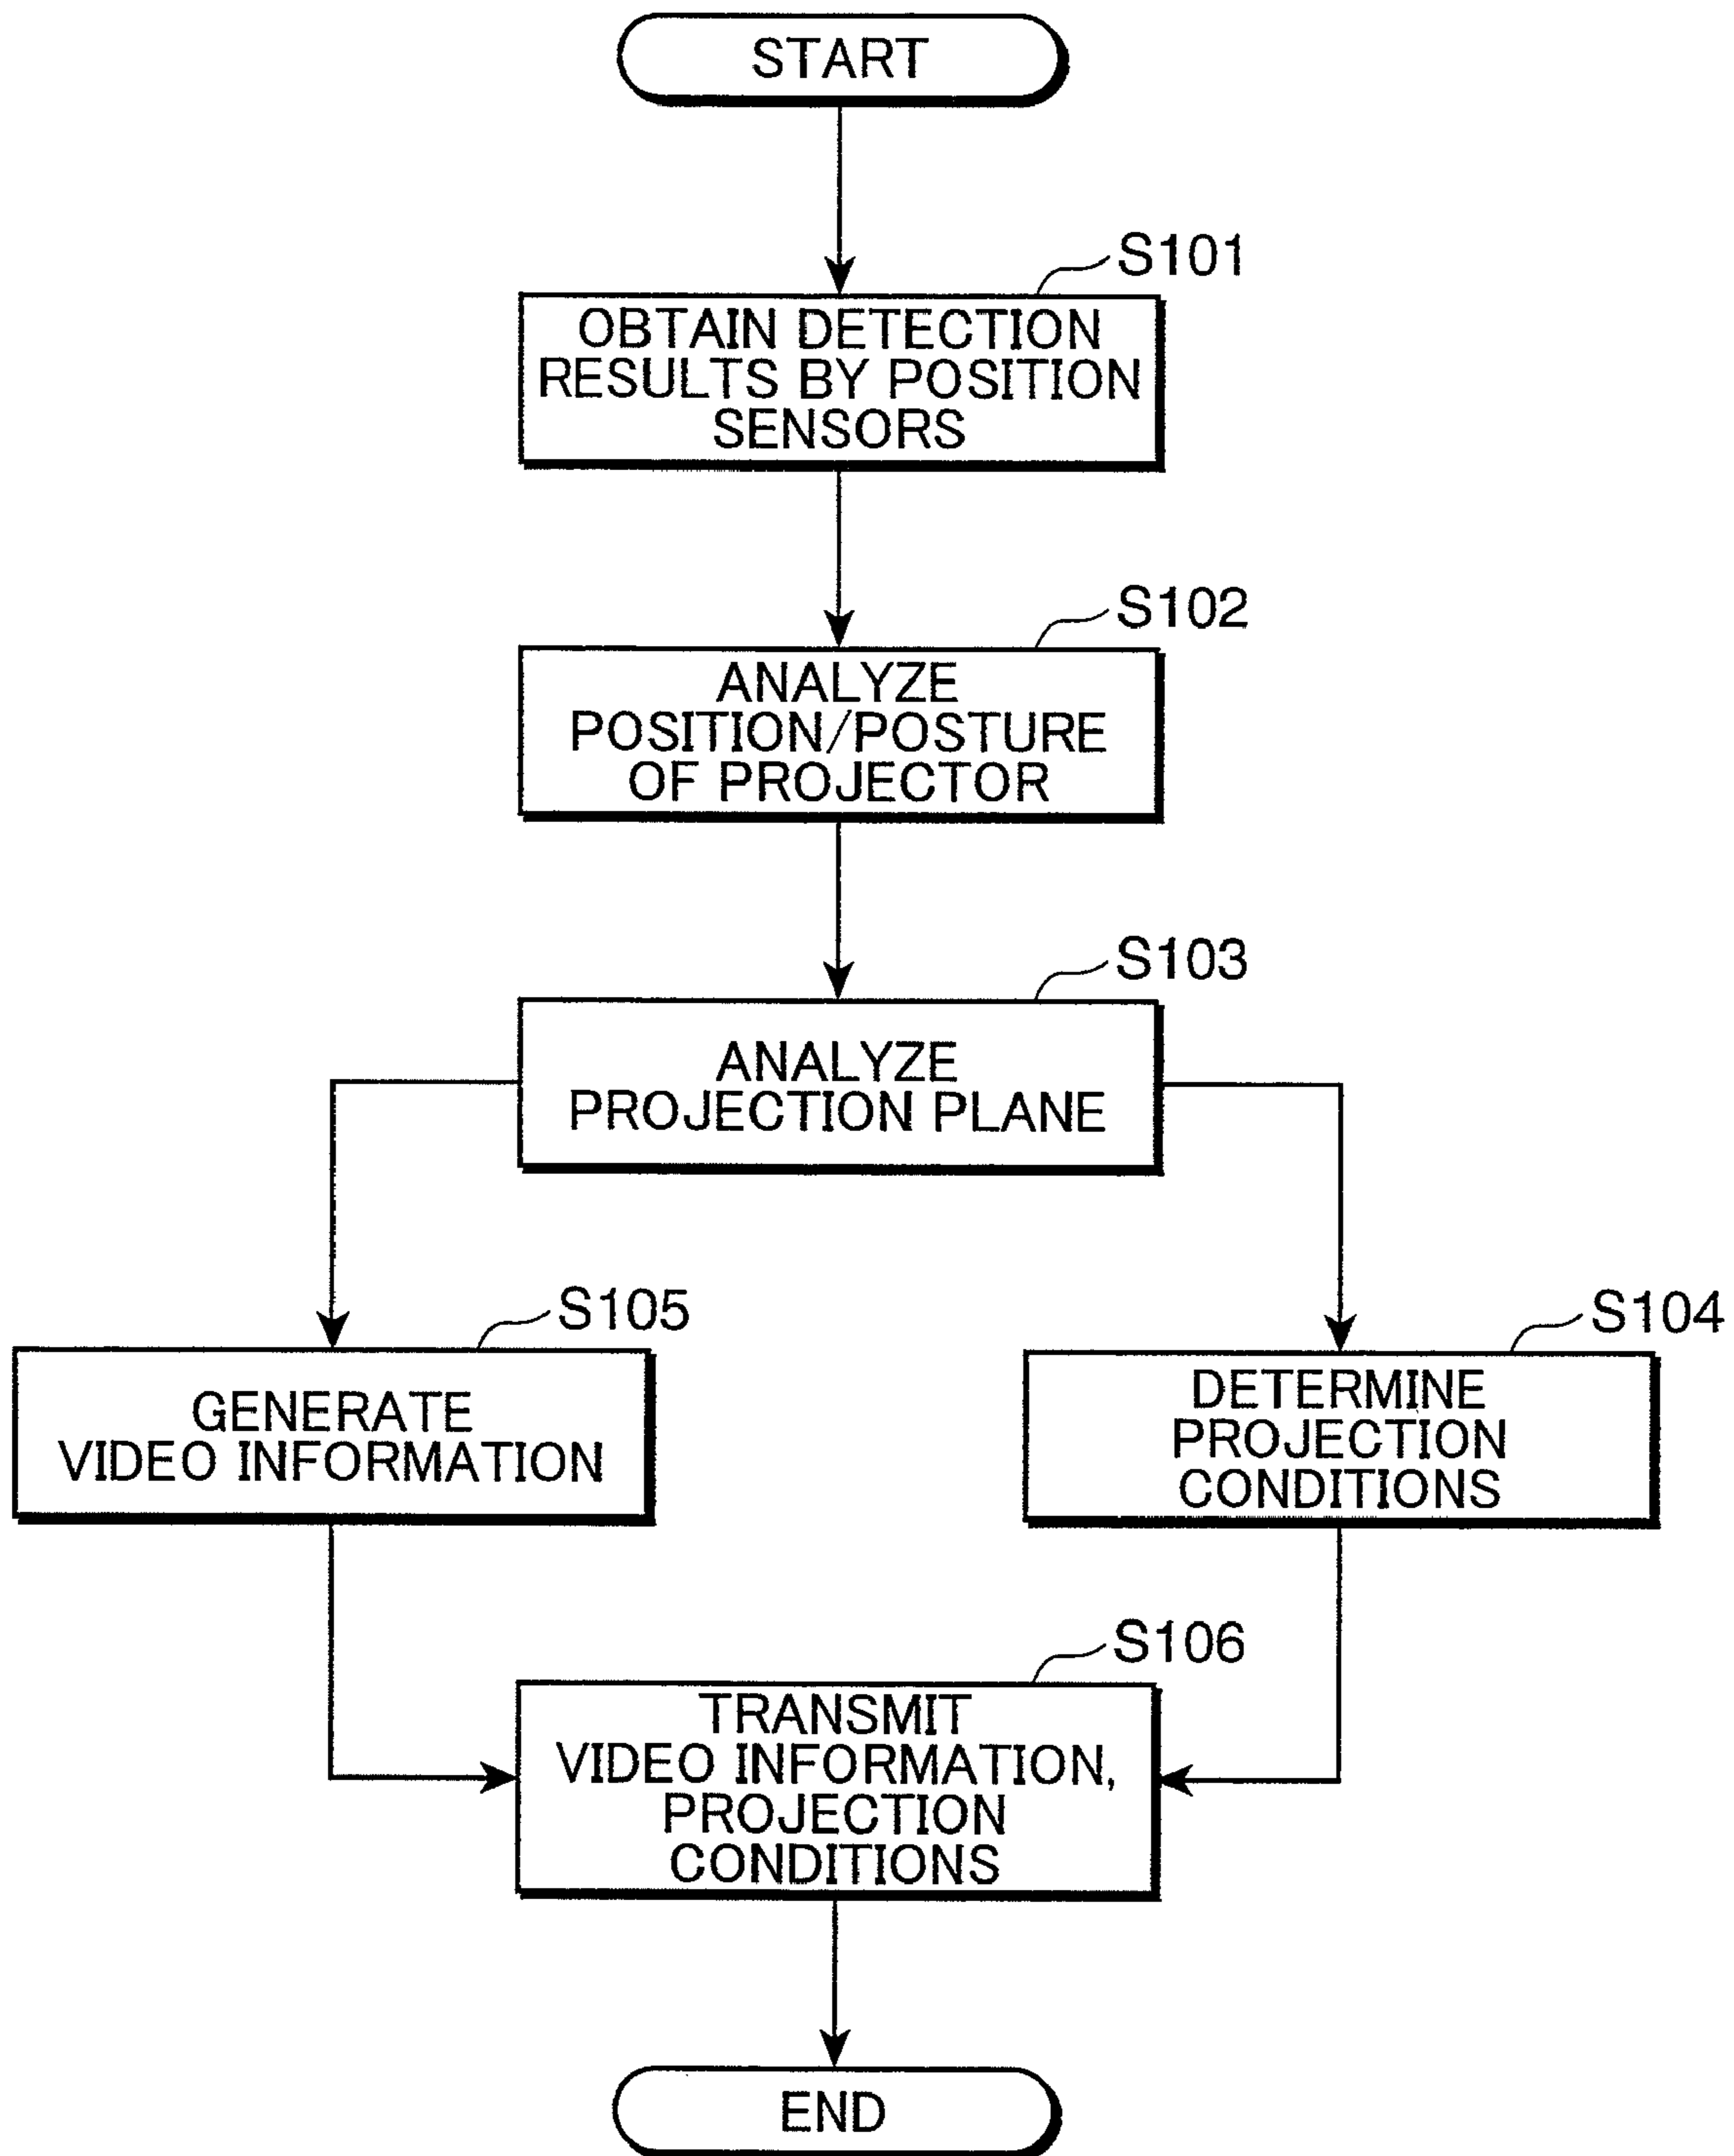 START
S101
OBTAIN DETECTION
RESULTS BY POSITION
SENSORS
S102
ANALYZE
POSITION/POSTURE
OF PROJECTOR
S103
ANALYZE
PROJECTION PLANE
S105
GENERATE
VIDEO INFORMATION
S104
DETERMINE
PROJECTION
CONDITIONS
S106
TRANSMIT
VIDEO INFORMATION,
PROJECTION
CONDITIONS
END